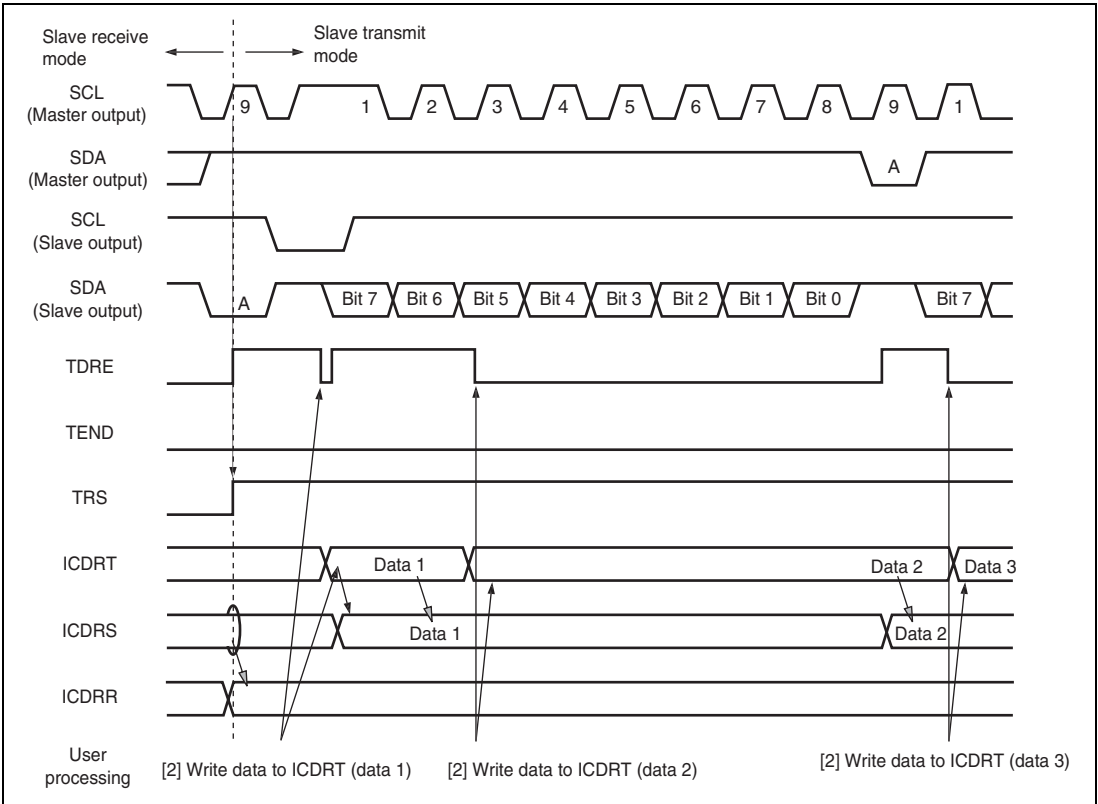 Slave receive
mode
Slave transmit
mode
SCL
(Master output)
9 1 2 3 4 5 6 7 8 9 1
SDA
(Master output)
A
SCL
(Slave output)
SDA
(Slave output)
A Bit 7 Bit 6 Bit 5 Bit 4 Bit 3 Bit 2 Bit 1 Bit 0 Bit 7
TDRE
TEND
TRS
ICDRT
Data 1 Data 2 Data 3
ICDRS
Data 1 Data 2
ICDRR
User
processing
[2] Write data to ICDRT (data 1) [2] Write data to ICDRT (data 2) [2] Write data to ICDRT (data 3)